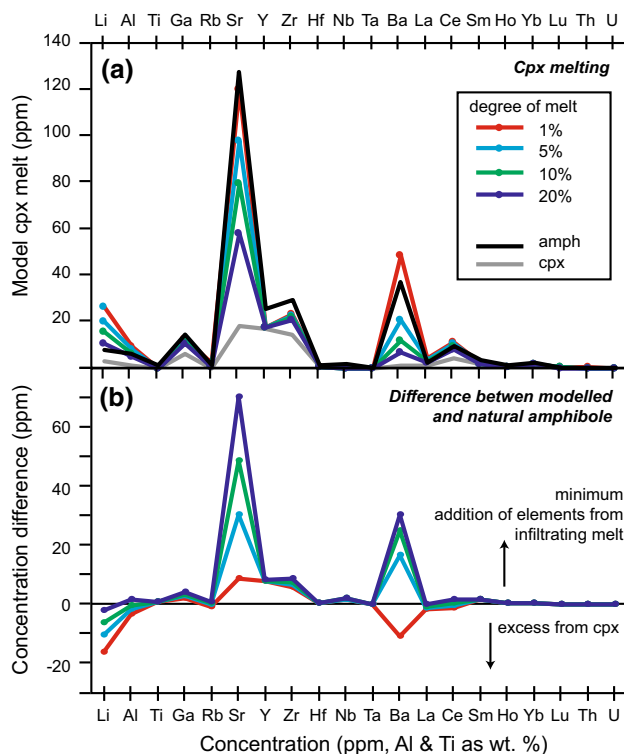 Li Al Ti Ga Rb Sr Y Zr Hf Nb Ta Ba La Ce Sm Ho Yb Lu Th U
140
120
100
80
60
40
20
Model cpx melt (ppm)
(a)
Cpx melting
degree of melt
1%
5%
10%
20%
amph
cpx
(b)
Difference betwen modelled
and natural amphibole
60
40
20
0
-20
Concentration difference (ppm)
minimum
addition of elements from
infiltrating melt
excess from cpx
Li Al Ti Ga Rb Sr Y Zr Hf Nb Ta Ba La Ce Sm Ho Yb Lu Th U
Concentration (ppm, Al & Ti as wt. %)